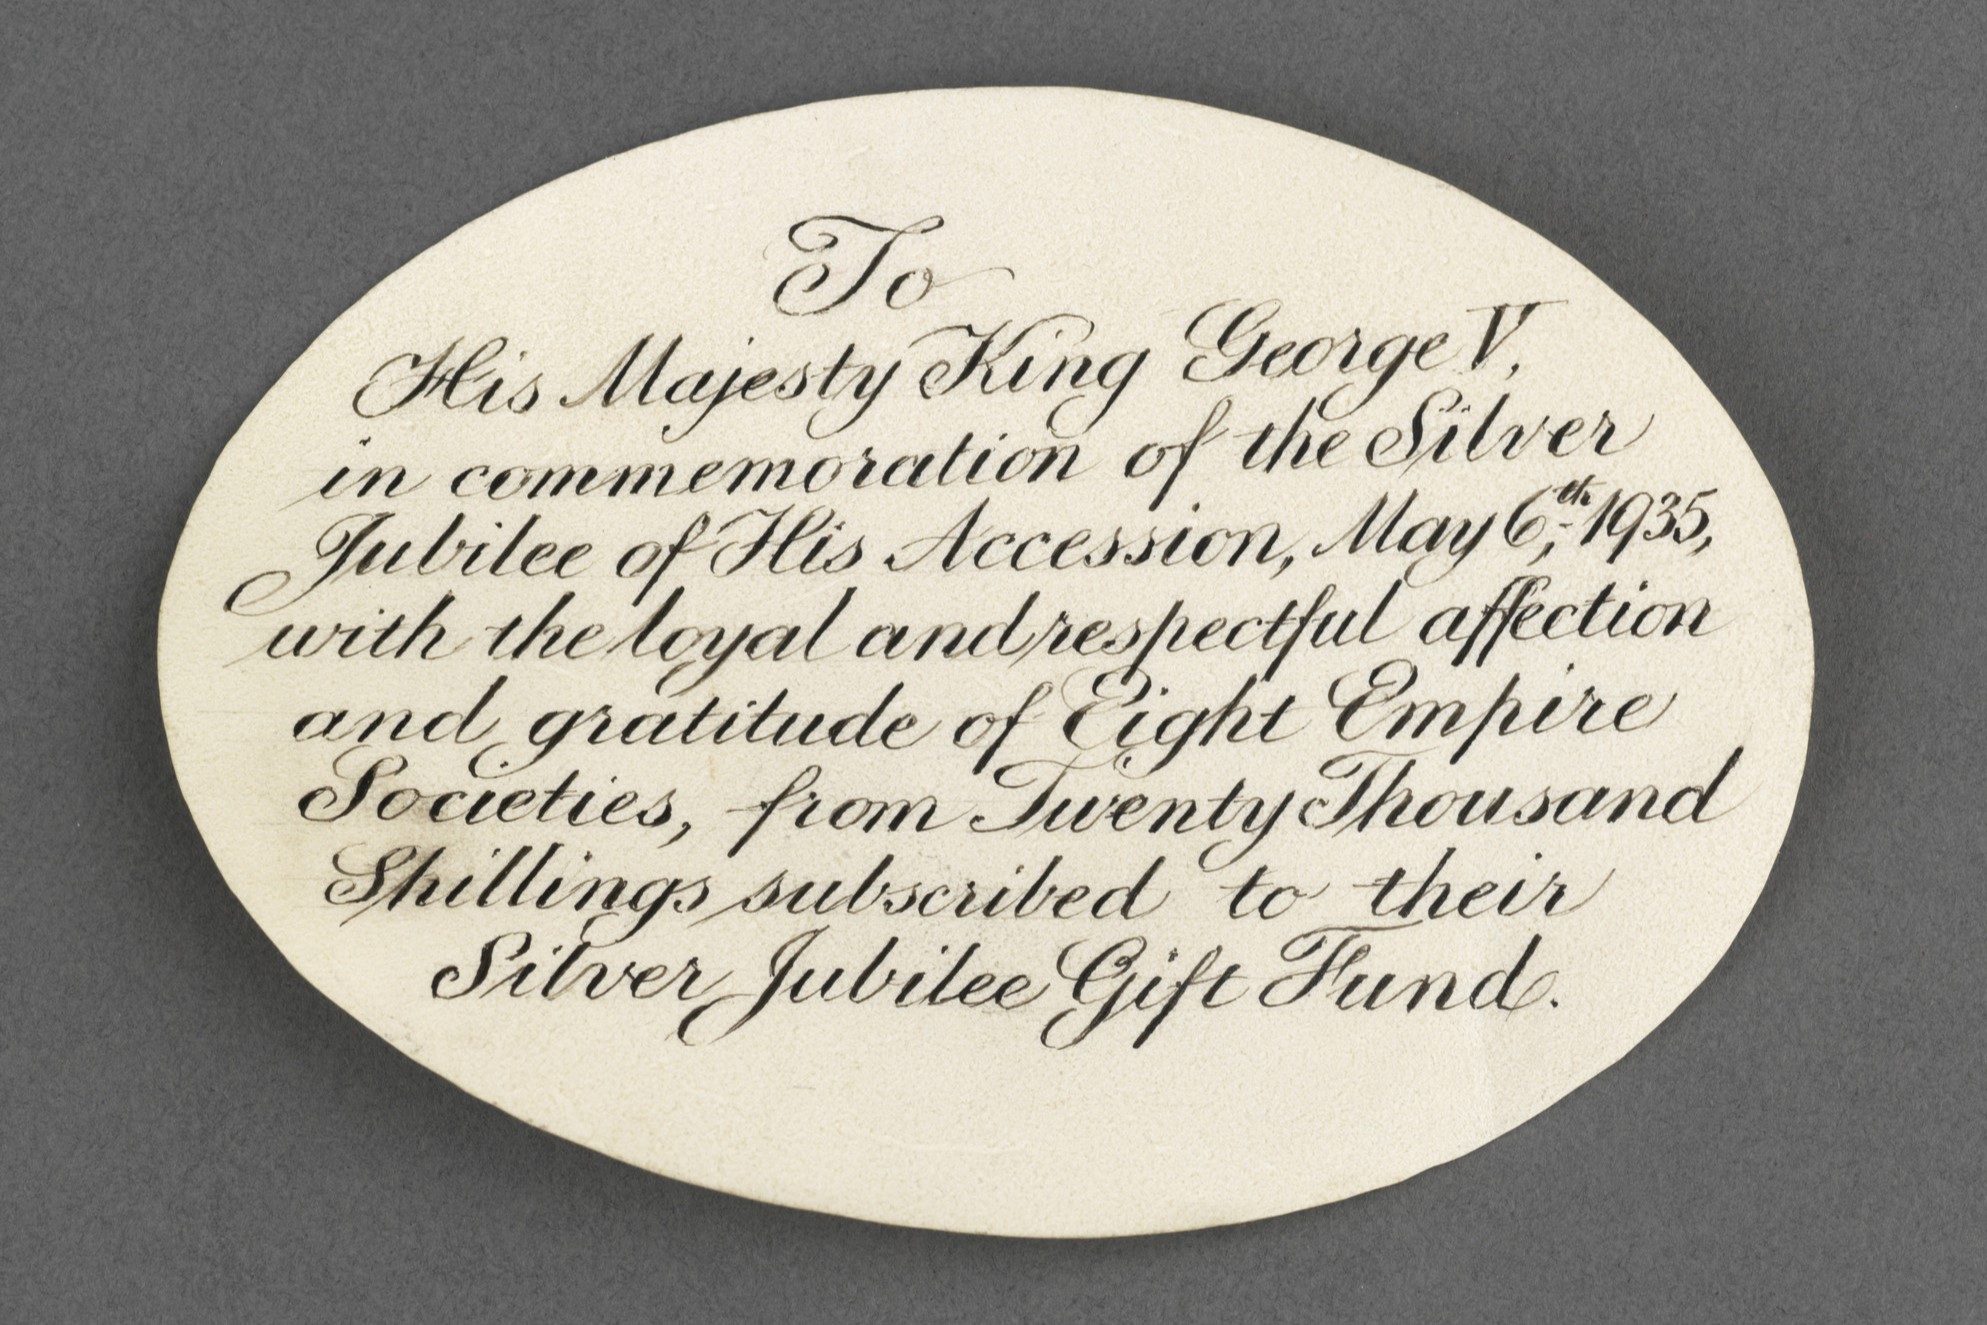 To
His Majesty King George V,
in commemoration of the Silver
Jubilee of His Accession, May 6th, 1935,
with the loyal and respectful affection
and gratitude of Eight Empire
Societies, from Twenty Thousand
Shillings subscribed to their
Silver Jubilee Gift Fund.